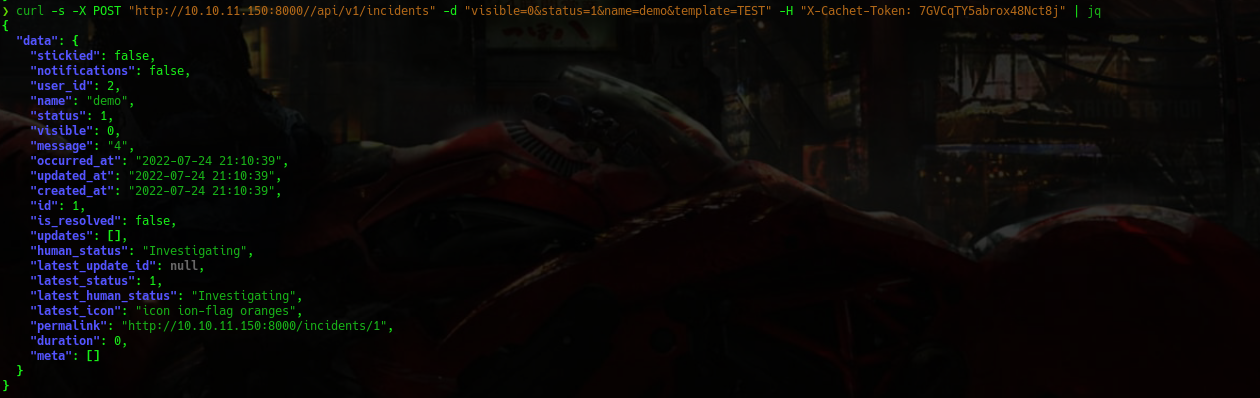 ❯ curl -s -X POST "http://10.10.11.150:8000//api/v1/incidents" -d "visible=0&status=1&name=demo&template=TEST" -H "X-Cachet-Token: 7GVCqTY5abrox48Nct8j" | jq
{
  "data": {
    "stickied": false,
    "notifications": false,
    "user_id": 2,
    "name": "demo",
    "status": 1,
    "visible": 0,
    "message": "4",
    "occurred_at": "2022-07-24 21:10:39",
    "updated_at": "2022-07-24 21:10:39",
    "created_at": "2022-07-24 21:10:39",
    "id": 1,
    "is_resolved": false,
    "updates": [],
    "human_status": "Investigating",
    "latest_update_id": null,
    "latest_status": 1,
    "latest_human_status": "Investigating",
    "latest_icon": "icon ion-flag oranges",
    "permalink": "http://10.10.11.150:8000/incidents/1",
    "duration": 0,
    "meta": []
  }
}